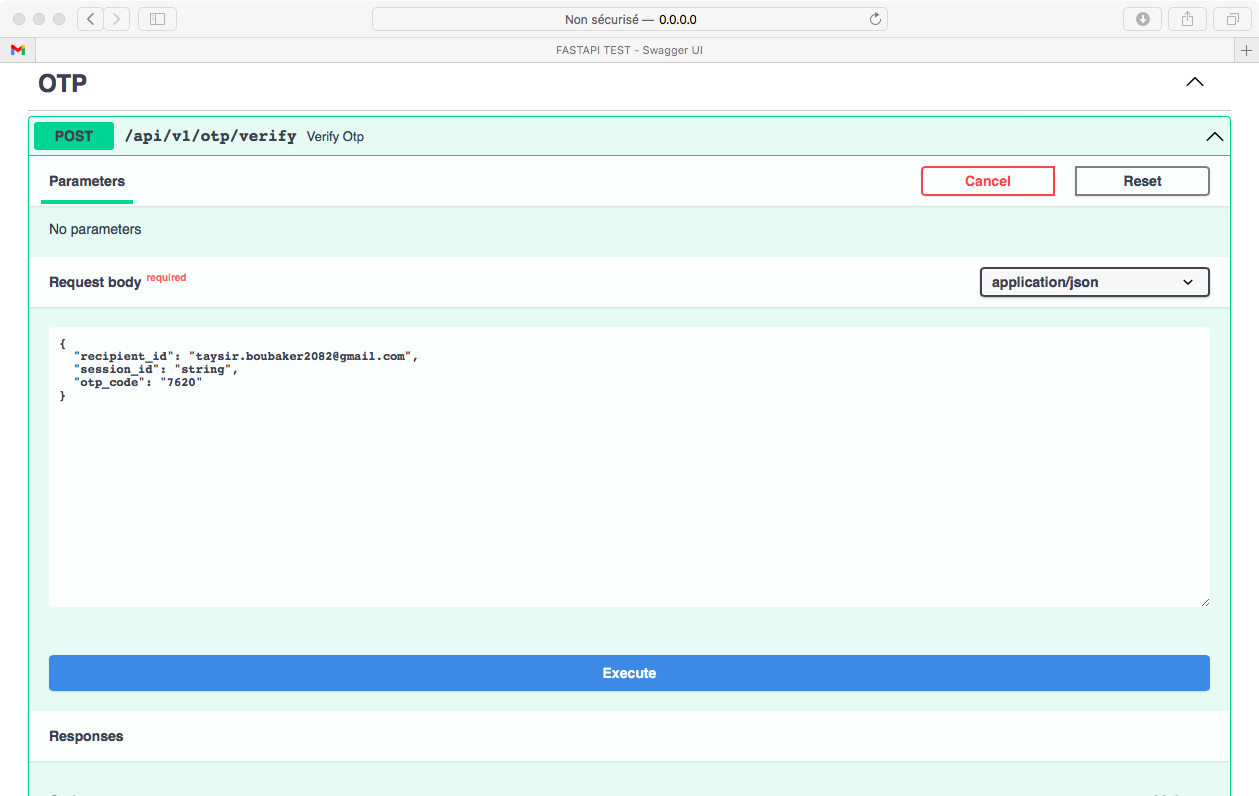 Non sécurisé — 0.0.0.0
FASTAPI TEST - Swagger UI
OTP
POST /api/v1/otp/verify Verify Otp
Parameters
Cancel
Reset
No parameters
Request body required
application/json
{
"recipient_id": "taysir.boubaker2082@gmail.com",
"session_id": "string",
"otp_code": "7620"
}
Execute
Responses